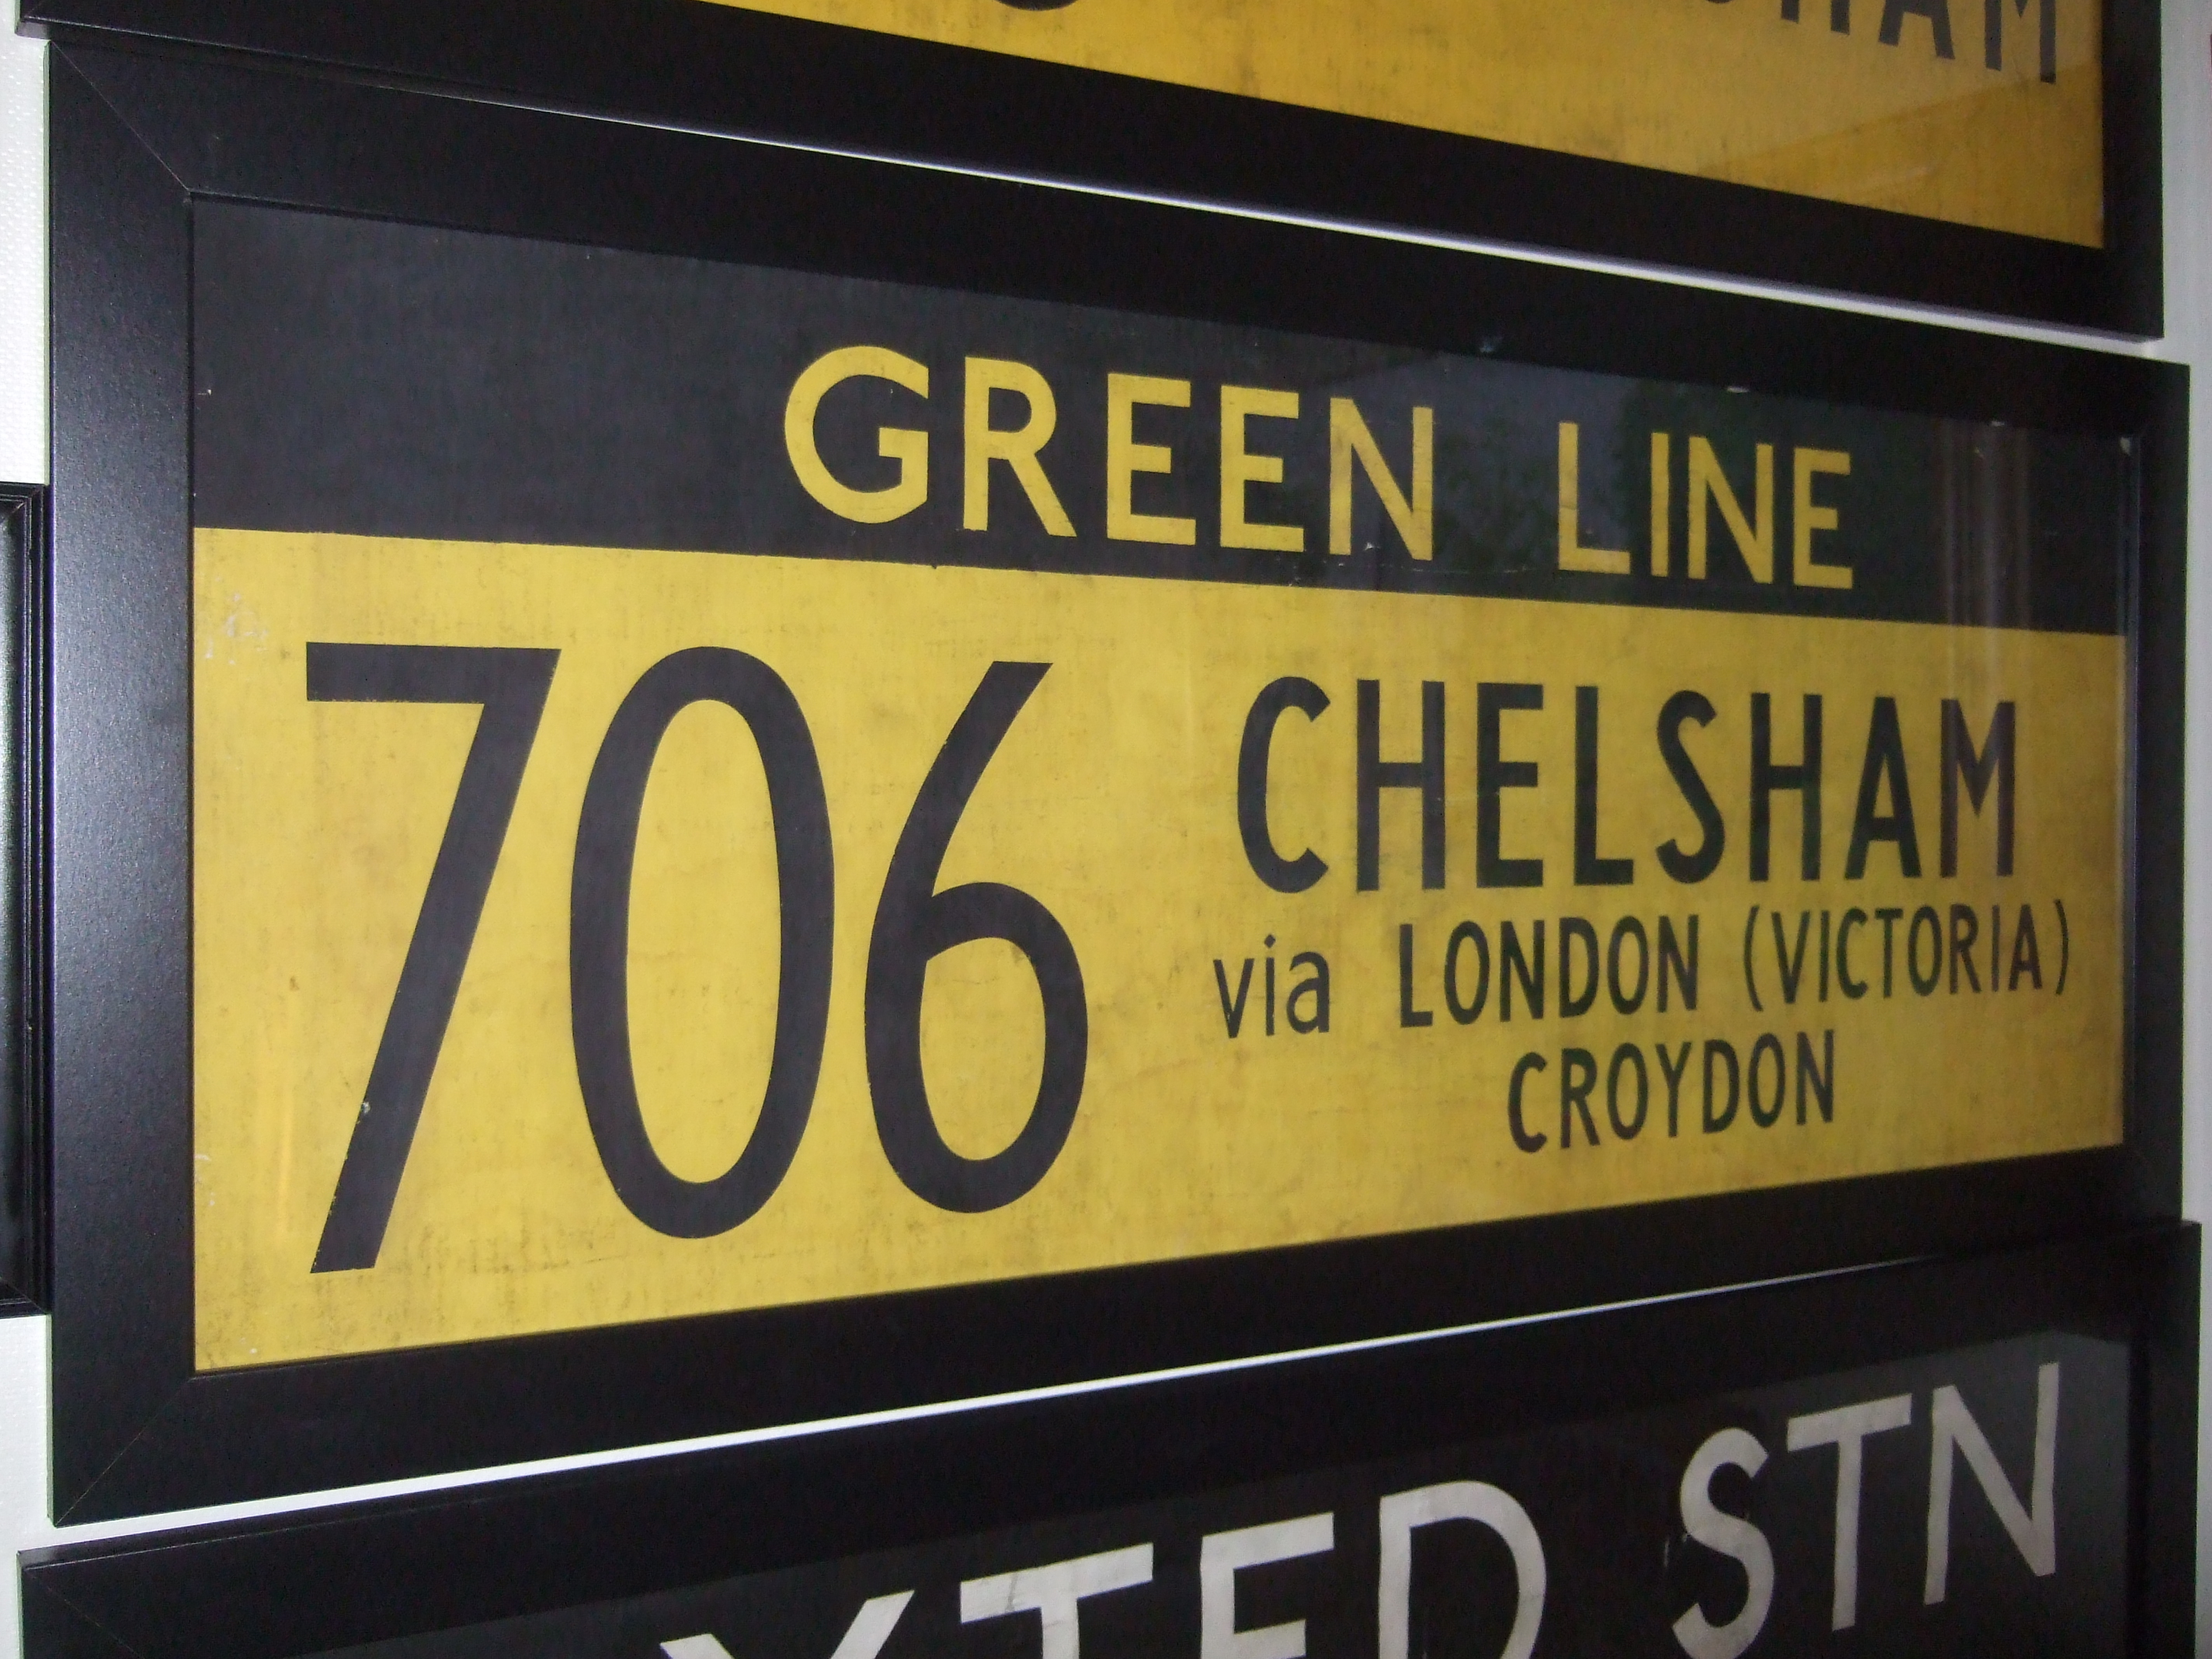 GREEN LINE
706 CHELSHAM
via LONDON (VICTORIA)
CROYDON
STN